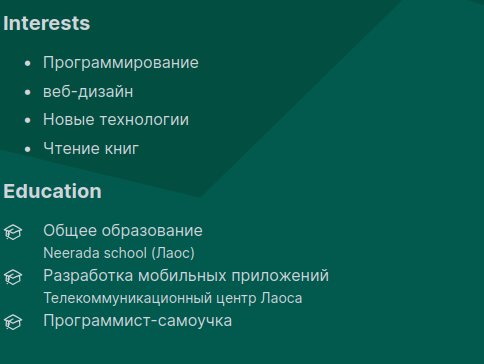 Interests
Программирование
веб-дизайн
Новые технологии
Чтение книг
Education
Общее образование
Neerada school (Лаос)
Разработка мобильных приложений
Телекоммуникационный центр Лаоса
Программист-самоучка